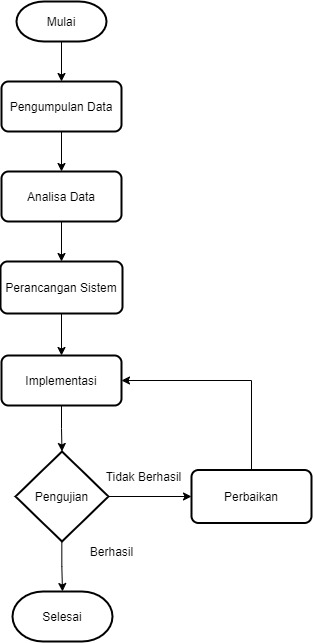 Mulai
Pengumpulan Data
Analisa Data
Perancangan Sistem
Implementasi
Tidak Berhasil
Pengujian
Perbaikan
Berhasil
Selesai